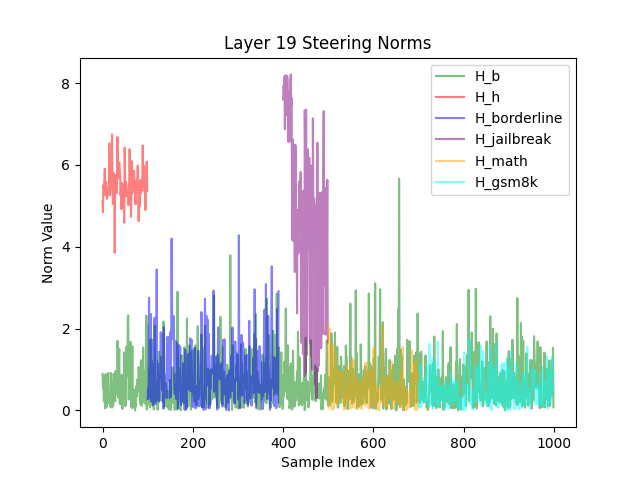 Layer 19 Steering Norms
Norm Value
8
6
4
2
0
H_b
H_h
H_borderline
H_jailbreak
H_math
H_gsm8k
0 200 400 600 800 1000
Sample Index